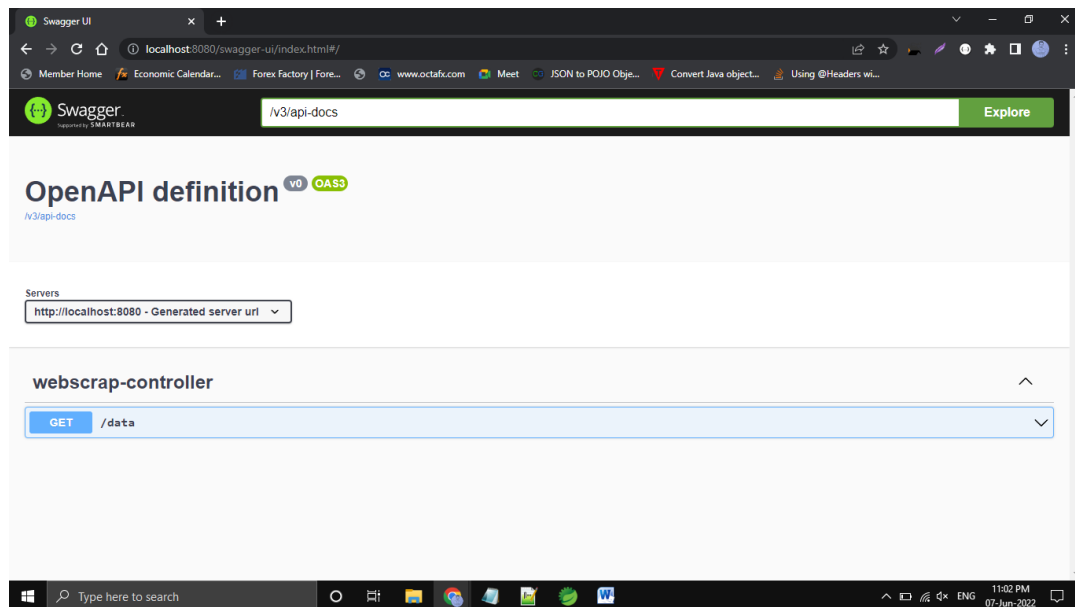 Swagger UI
localhost:8080/swagger-ui/index.html#/
Member Home Economic Calendar... Forex Factory | Fore... www.octafx.com Meet JSON to POJO Obje... Convert Java object... Using @Headers wi...
Swagger
Supported by SMARTBEAR
/v3/api-docs
Explore
OpenAPI definition v0 OAS3
/v3/api-docs
Servers
http://localhost:8080 - Generated server url
webscrap-controller
GET /data
Type here to search
ENG
11:02 PM
07-Jun-2022